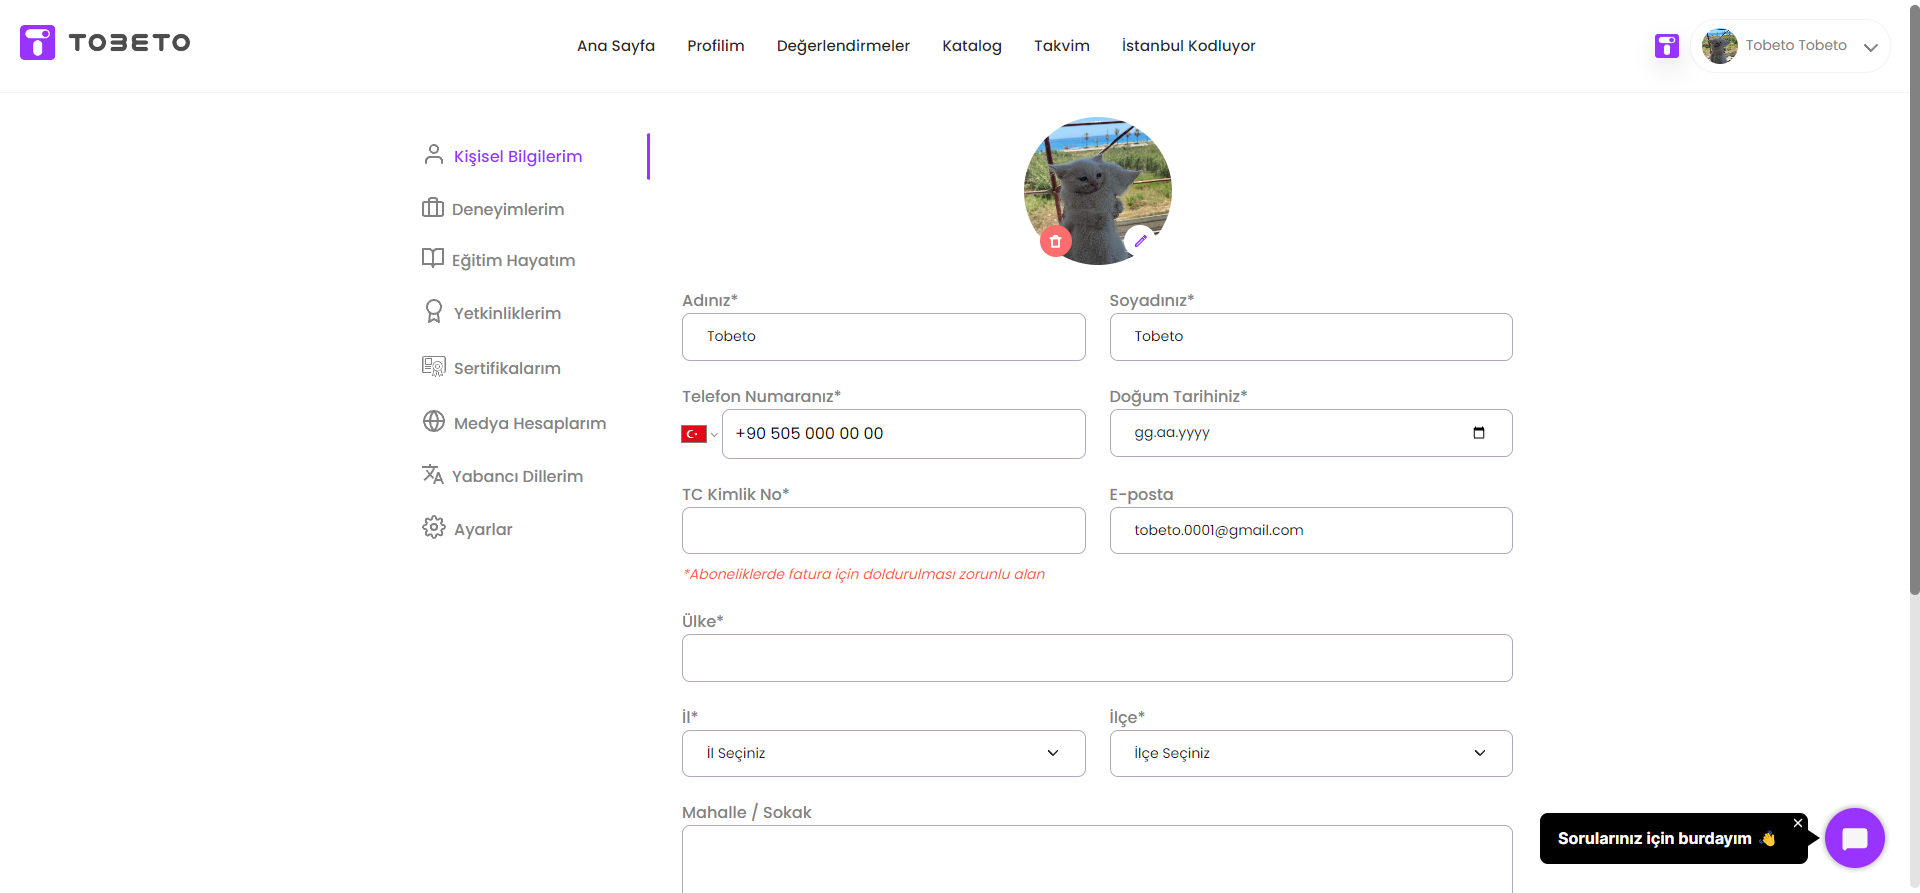 TOBETO
Ana Sayfa
Profilim
Değerlendirmeler
Katalog
Takvim
İstanbul Kodluyor
Tobeto Tobeto
Kişisel Bilgilerim
Deneyimlerim
Eğitim Hayatım
Yetkinliklerim
Sertifikalarım
Medya Hesaplarım
Yabancı Dillerim
Ayarlar
Adınız*
Tobeto
Soyadınız*
Tobeto
Telefon Numaranız*
+90 505 000 00 00
Doğum Tarihiniz*
gg.aa.yyyy
TC Kimlik No*
*Aboneliklerde fatura için doldurulması zorunlu alan
E-posta
tobeto.0001@gmail.com
Ülke*
İl*
İl Seçiniz
İlçe*
İlçe Seçiniz
Mahalle / Sokak
Sorularınız için burdayım 👋